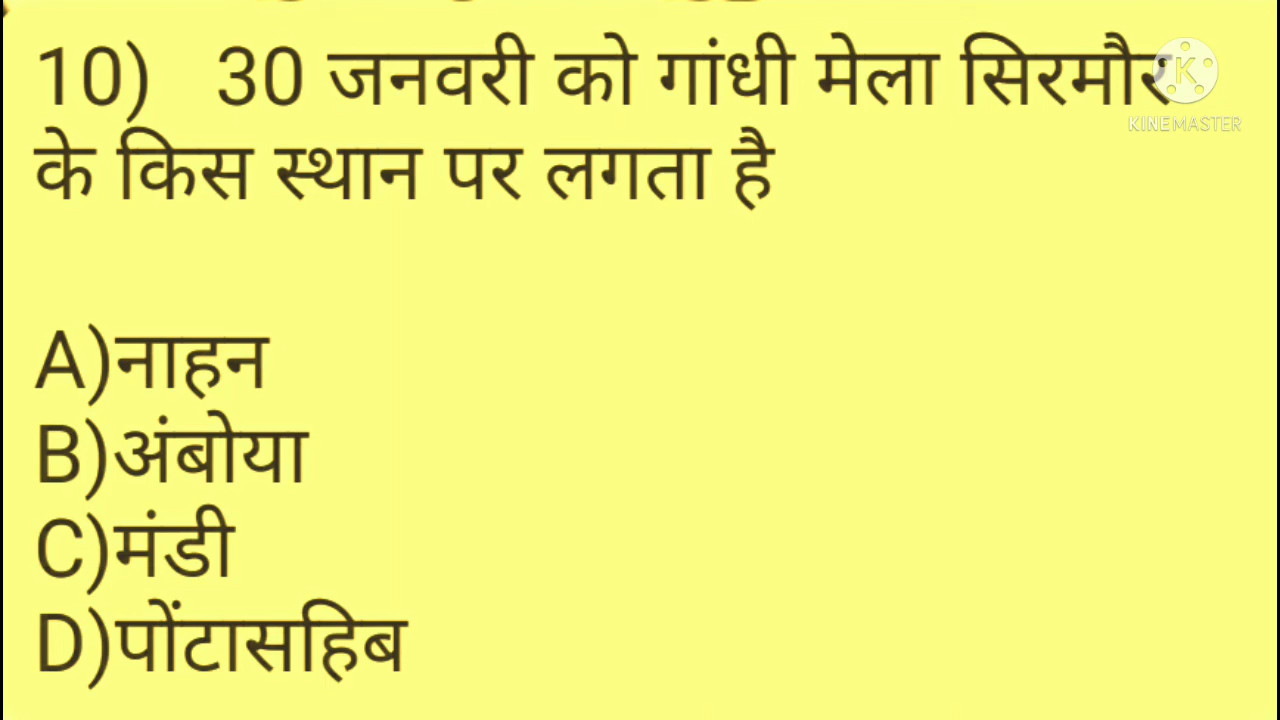 10) 30 जनवरी को गांधी मेला सिरमौर
KINEMASTER
के किस स्थान पर लगता है
A)नाहन
B)अंबोया
C)मंडी
D)पोंटासहिब